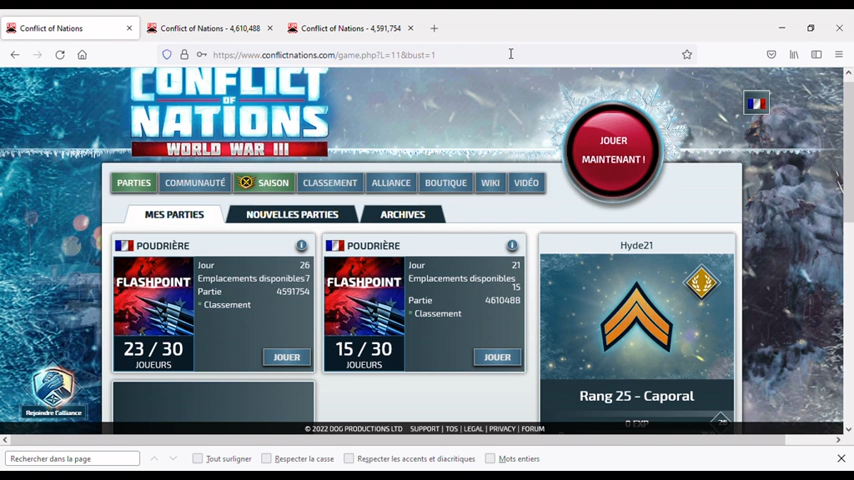 Conflict of Nations
Conflict of Nations - 4,610,488
Conflict of Nations - 4,591,754
https://www.conflictnations.com/game.php?L=11&bust=1
CONFLICT
OF
NATIONS
WORLD WAR III
JOUER
MAINTENANT !
PARTIES
COMMUNAUTÉ
SAISON
CLASSEMENT
ALLIANCE
BOUTIQUE
WIKI
VIDÉO
MES PARTIES
NOUVELLES PARTIES
ARCHIVES
POUDRIÈRE
Jour 26
Emplacements disponibles 7
Partie 4591754
Classement
FLASHPOINT
23 / 30
JOUEURS
JOUER
POUDRIÈRE
Jour 21
Emplacements disponibles
15
Partie 4610488
Classement
FLASHPOINT
15 / 30
JOUEURS
JOUER
Hyde21
Rang 25 - Caporal
0 EXP
Rejoindre l'alliance
© 2022 DOG PRODUCTIONS LTD SUPPORT | TOS | LEGAL | PRIVACY | FORUM
Rechercher dans la page
Tout surligner
Respecter la casse
Respecter les accents et diacritiques
Mots entiers